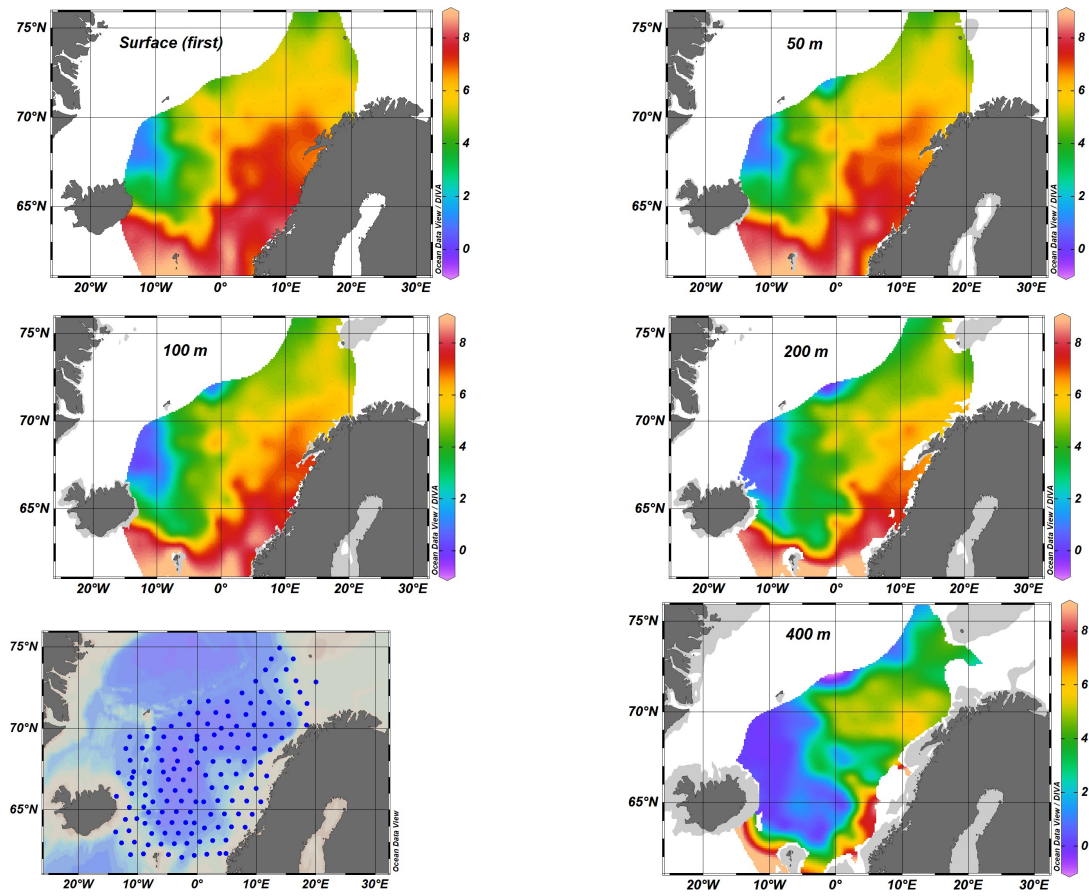 Surface (first)
75°N
70°N
65°N
20°W
10°W
0°
10°E
20°E
30°E
8
6
4
2
0
Ocean Data View / DIVA
50 m
75°N
70°N
65°N
20°W
10°W
0°
10°E
20°E
30°E
8
6
4
2
0
Ocean Data View / DIVA
100 m
75°N
70°N
65°N
20°W
10°W
0°
10°E
20°E
30°E
8
6
4
2
0
Ocean Data View / DIVA
200 m
75°N
70°N
65°N
20°W
10°W
0°
10°E
20°E
30°E
8
6
4
2
0
Ocean Data View / DIVA
75°N
70°N
65°N
20°W
10°W
0°
10°E
20°E
30°E
Ocean Data View
400 m
75°N
70°N
65°N
20°W
10°W
0°
10°E
20°E
30°E
8
6
4
2
0
Ocean Data View / DIVA